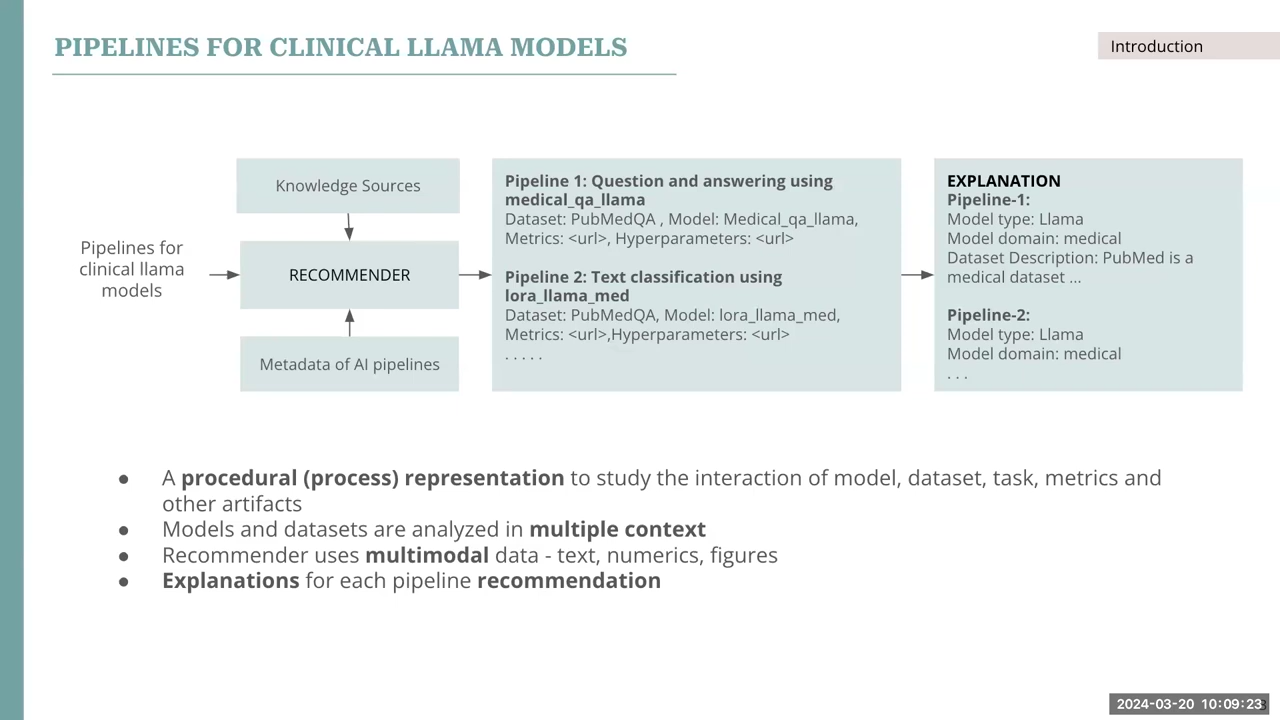 PIPELINES FOR CLINICAL LLAMA MODELS
Introduction
Pipelines for
clinical llama
models
Knowledge Sources
RECOMMENDER
Metadata of AI pipelines
Pipeline 1: Question and answering using
medical_qa_llama
Dataset: PubMedQA , Model: Medical_qa_llama,
Metrics: <url>, Hyperparameters: <url>
Pipeline 2: Text classification using
lora_llama_med
Dataset: PubMedQA, Model: lora_llama_med,
Metrics: <url>,Hyperparameters: <url>
. . . . .
EXPLANATION
Pipeline-1:
Model type: Llama
Model domain: medical
Dataset Description: PubMed is a
medical dataset ...
Pipeline-2:
Model type: Llama
Model domain: medical
. . .
● A procedural (process) representation to study the interaction of model, dataset, task, metrics and
other artifacts
● Models and datasets are analyzed in multiple context
● Recommender uses multimodal data - text, numerics, figures
● Explanations for each pipeline recommendation
2024-03-20 10:09:23
3